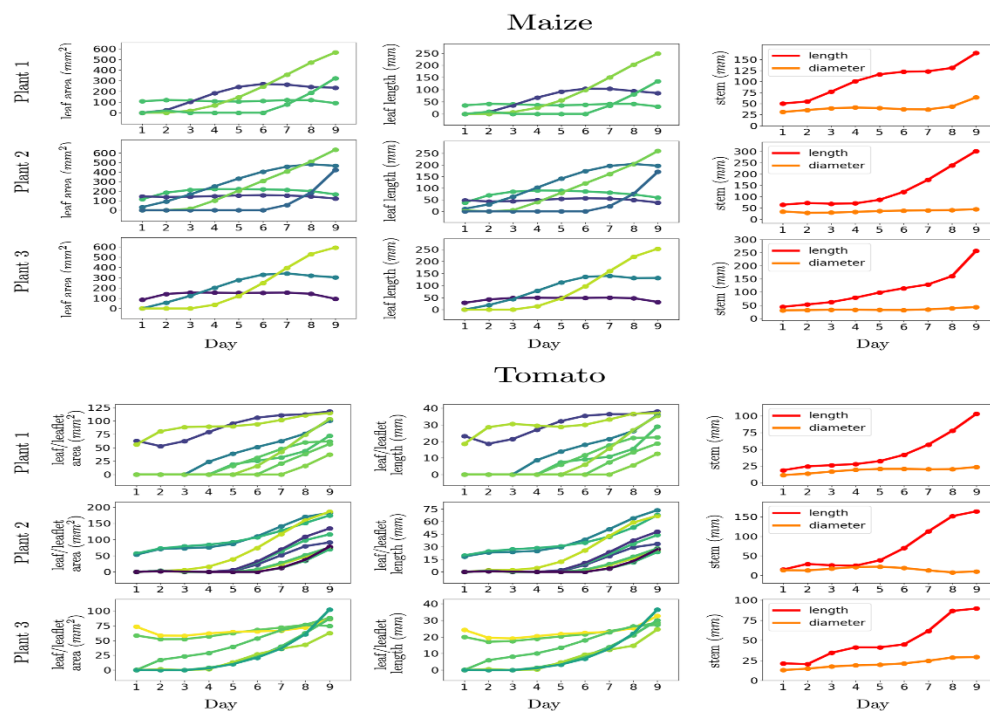 Maize
Plant 1
leaf area (mm²)
600
500
400
300
200
100
0
1 2 3 4 5 6 7 8 9
leaf length (mm)
250
200
150
100
50
0
1 2 3 4 5 6 7 8 9
stem (mm)
150
125
100
75
50
25
0
length
diameter
1 2 3 4 5 6 7 8 9
Plant 2
leaf area (mm²)
600
500
400
300
200
100
0
1 2 3 4 5 6 7 8 9
leaf length (mm)
250
200
150
100
50
0
1 2 3 4 5 6 7 8 9
stem (mm)
300
250
200
150
100
50
0
length
diameter
1 2 3 4 5 6 7 8 9
Plant 3
leaf area (mm²)
600
500
400
300
200
100
0
1 2 3 4 5 6 7 8 9
Day
leaf length (mm)
250
200
150
100
50
0
1 2 3 4 5 6 7 8 9
Day
stem (mm)
300
250
200
150
100
50
0
length
diameter
1 2 3 4 5 6 7 8 9
Day
Tomato
Plant 1
leaf/leaflet
area (mm²)
125
100
75
50
25
0
1 2 3 4 5 6 7 8 9
leaf/leaflet
length (mm)
40
30
20
10
0
1 2 3 4 5 6 7 8 9
stem (mm)
100
75
50
25
0
length
diameter
1 2 3 4 5 6 7 8 9
Plant 2
leaf/leaflet
area (mm²)
200
150
100
50
0
1 2 3 4 5 6 7 8 9
leaf/leaflet
length (mm)
75
60
45
30
15
0
1 2 3 4 5 6 7 8 9
stem (mm)
150
100
50
0
length
diameter
1 2 3 4 5 6 7 8 9
Plant 3
leaf/leaflet
area (mm²)
100
75
50
25
0
1 2 3 4 5 6 7 8 9
Day
leaf/leaflet
length (mm)
40
30
20
10
0
1 2 3 4 5 6 7 8 9
Day
stem (mm)
100
75
50
25
0
length
diameter
1 2 3 4 5 6 7 8 9
Day